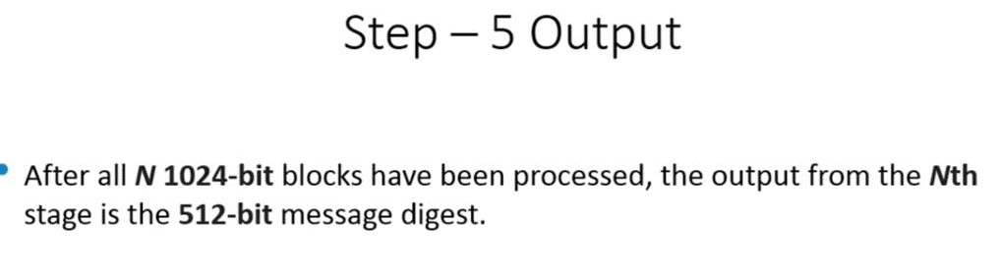 Step – 5 Output
• After all N 1024-bit blocks have been processed, the output from the Nth
stage is the 512-bit message digest.